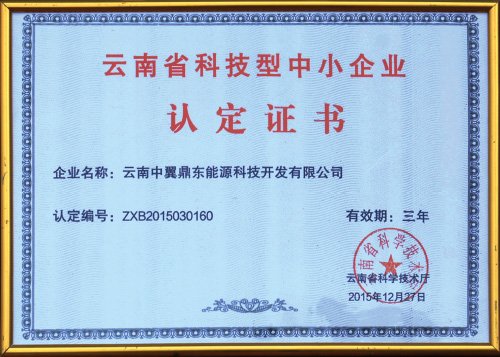 云南省科技型中小企业
认定证书
企业名称：云南中翼鼎东能源科技开发有限公司
认定编号：ZXB2015030160
有效期：三年
云南省科学技术厅
云南省科学技术厅
2015年12月27日